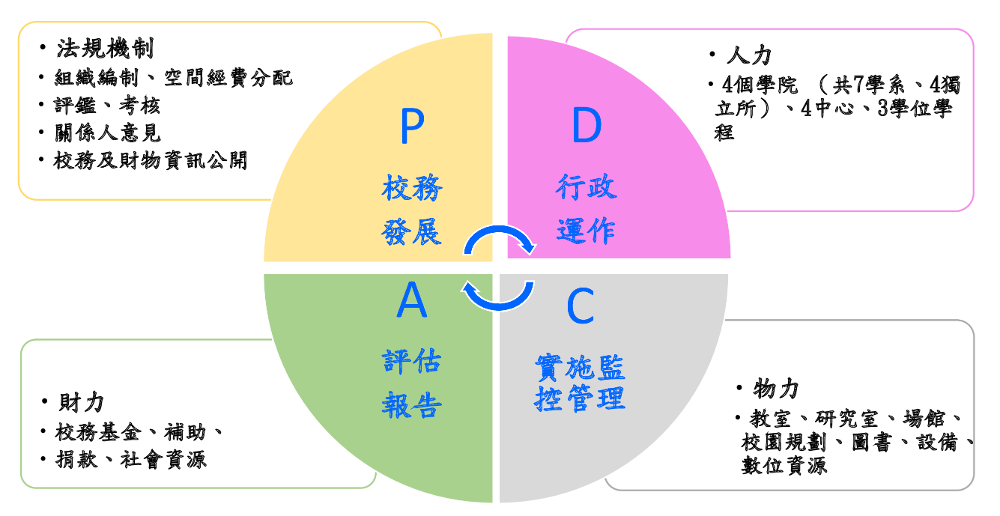 • 法規機制
• 組織編制、空間經費分配
• 評鑑、考核
• 關係人意見
• 校務及財物資訊公開
P
校務
發展
D
行政
運作
• 人力
• 4個學院 （共7學系、4獨
立所）、4中心、3學位學
程
A
評估
報告
C
實施監
控管理
• 財力
• 校務基金、補助、
• 捐款、社會資源
• 物力
• 教室、研究室、場館、
校園規劃、圖書、設備、
數位資源